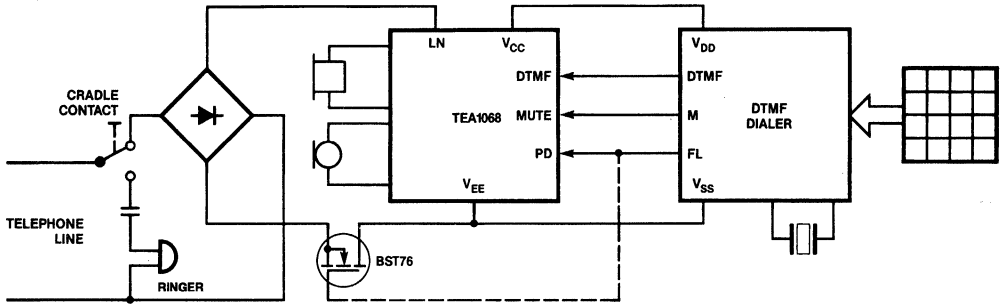 LN
VCC
VDD
CRADLE
CONTACT
DTMF
DTMF
TEA1068
MUTE
M
DTMF
DIALER
PD
FL
VEE
VSS
TELEPHONE
LINE
BST76
RINGER